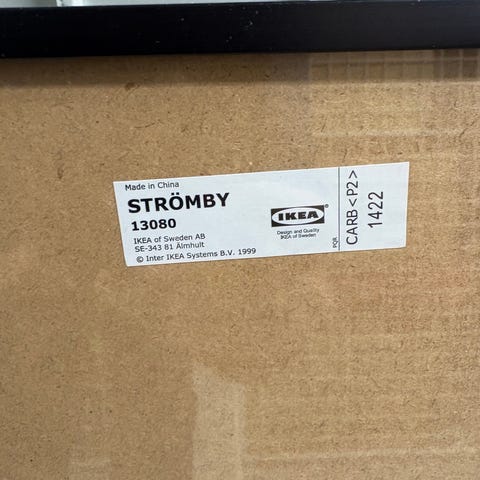 Made in China
STRÖMBY
13080
IKEA of Sweden AB
SE-343 81 Älmhult
© Inter IKEA Systems B.V. 1999
IKEA
Design and Quality
IKEA of Sweden
PQR
CARB<P2>
1422